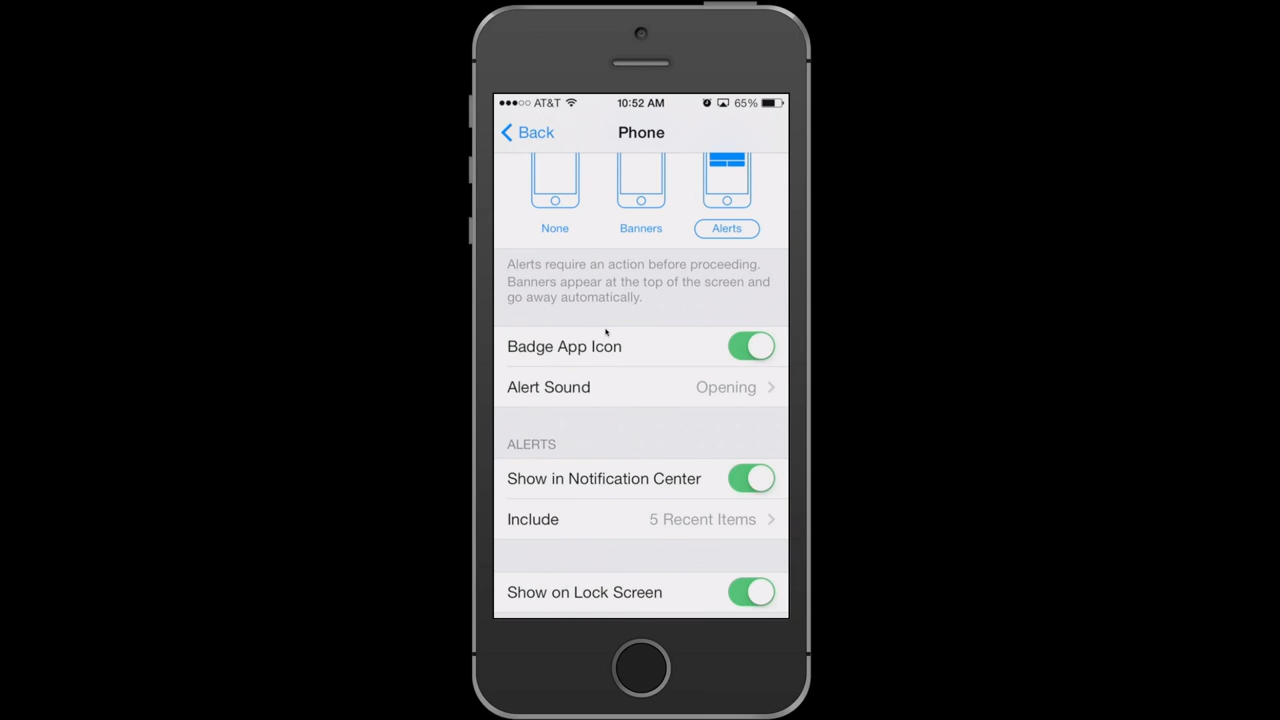 AT&T 10:52 AM 65%
Back Phone
None Banners Alerts
Alerts require an action before proceeding.
Banners appear at the top of the screen and
go away automatically.
Badge App Icon
Alert Sound Opening
ALERTS
Show in Notification Center
Include 5 Recent Items
Show on Lock Screen